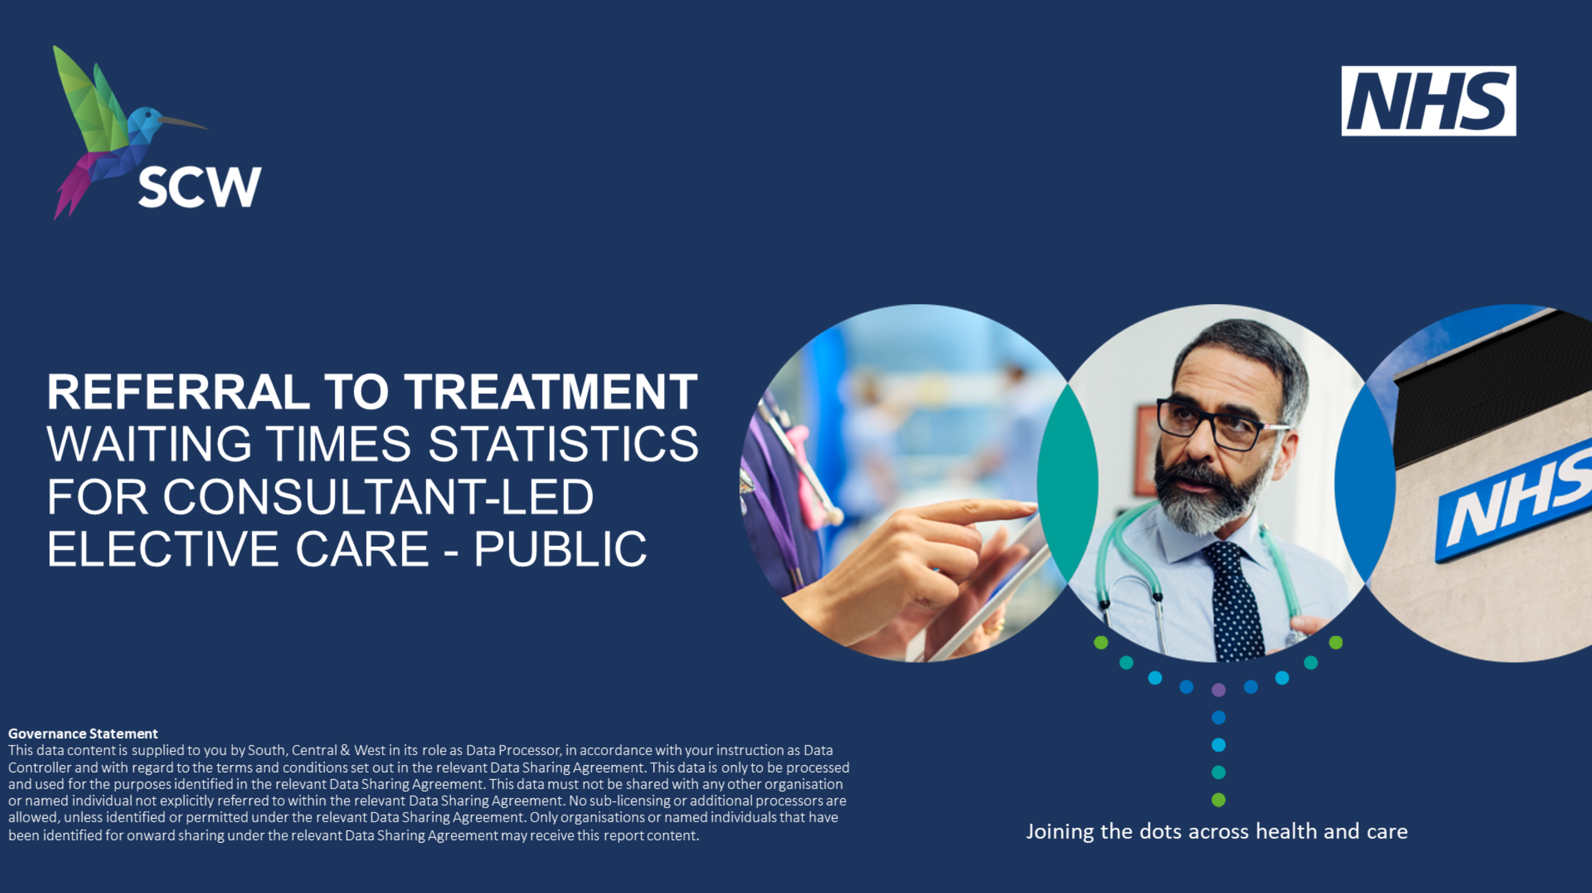 SCW
NHS
REFERRAL TO TREATMENT
WAITING TIMES STATISTICS
FOR CONSULTANT-LED
ELECTIVE CARE - PUBLIC
NHS
Governance Statement
This data content is supplied to you by South, Central & West in its role as Data Processor, in accordance with your instruction as Data
Controller and with regard to the terms and conditions set out in the relevant Data Sharing Agreement. This data is only to be processed
and used for the purposes identified in the relevant Data Sharing Agreement. This data must not be shared with any other organisation
or named individual not explicitly referred to within the relevant Data Sharing Agreement. No sub-licensing or additional processors are
allowed, unless identified or permitted under the relevant Data Sharing Agreement. Only organisations or named individuals that have
been identified for onward sharing under the relevant Data Sharing Agreement may receive this report content.
Joining the dots across health and care